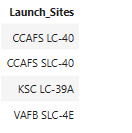 Launch_Sites
CCAFS LC-40
CCAFS SLC-40
KSC LC-39A
VAFB SLC-4E